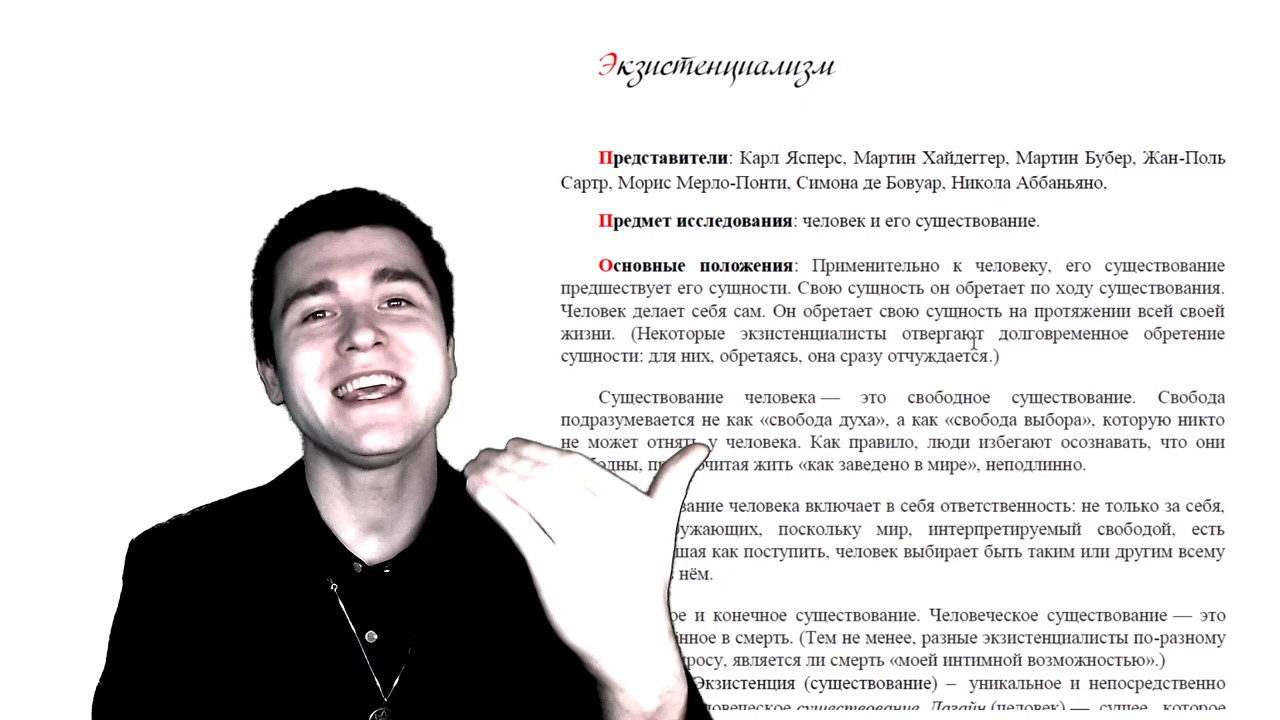 Экзистенциализм
Представители: Карл Ясперс, Мартин Хайдеггер, Мартин Бубер, Жан-Поль
Сартр, Морис Мерло-Понти, Симона де Бовуар, Никола Аббаньяно,
Предмет исследования: человек и его существование.
Основные положения: Применительно к человеку, его существование
предшествует его сущности. Свою сущность он обретает по ходу существования.
Человек делает себя сам. Он обретает свою сущность на протяжении всей своей
жизни. (Некоторые экзистенциалисты отвергают долговременное обретение
сущности: для них, обретаясь, она сразу отчуждается.)
Существование человека — это свободное существование. Свобода
подразумевается не как «свобода духа», а как «свобода выбора», которую никто
не может отнять у человека. Как правило, люди избегают осознавать, что они
жить «как заведено в мире», неподлинно.
человека включает в себя ответственность: не только за себя,
поскольку мир, интерпретируемый свободой, есть
как поступить, человек выбирает быть таким или другим всему
нём.
и конечное существование. Человеческое существование — это
в смерть. (Тем не менее, разные экзистенциалисты по-разному
является ли смерть «моей интимной возможностью».)
Экзистенция (существование) – уникальное и непосредственно
существование. Дазайн (человек) — сущее, которое